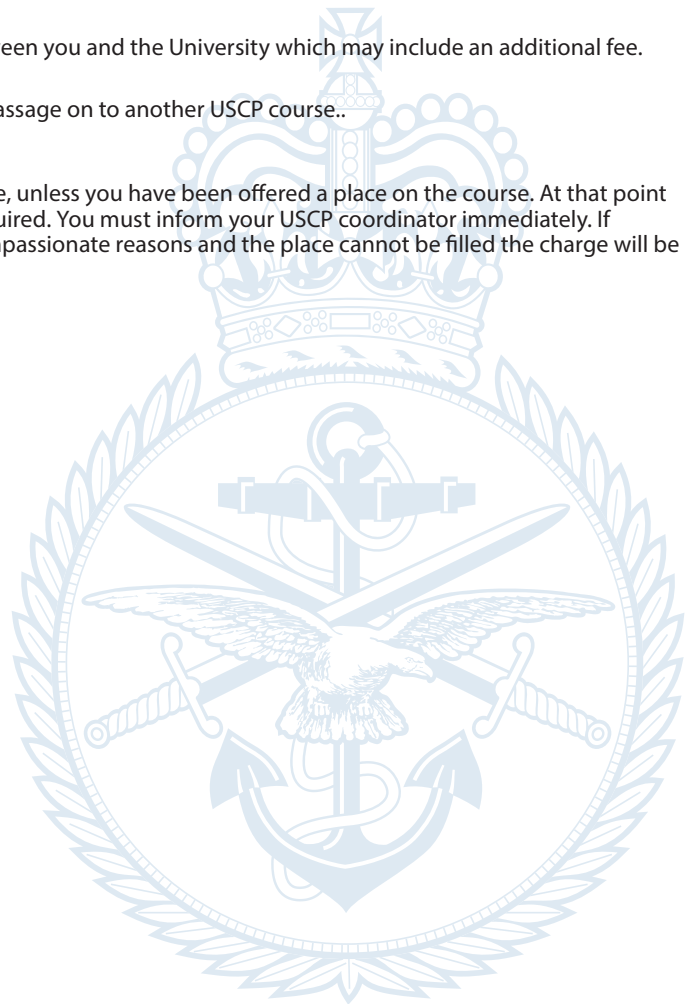 een you and the University which may include an additional fee.
assage on to another USCP course..
e, unless you have been offered a place on the course. At that point
uired. You must inform your USCP coordinator immediately. If
passionate reasons and the place cannot be filled the charge will be